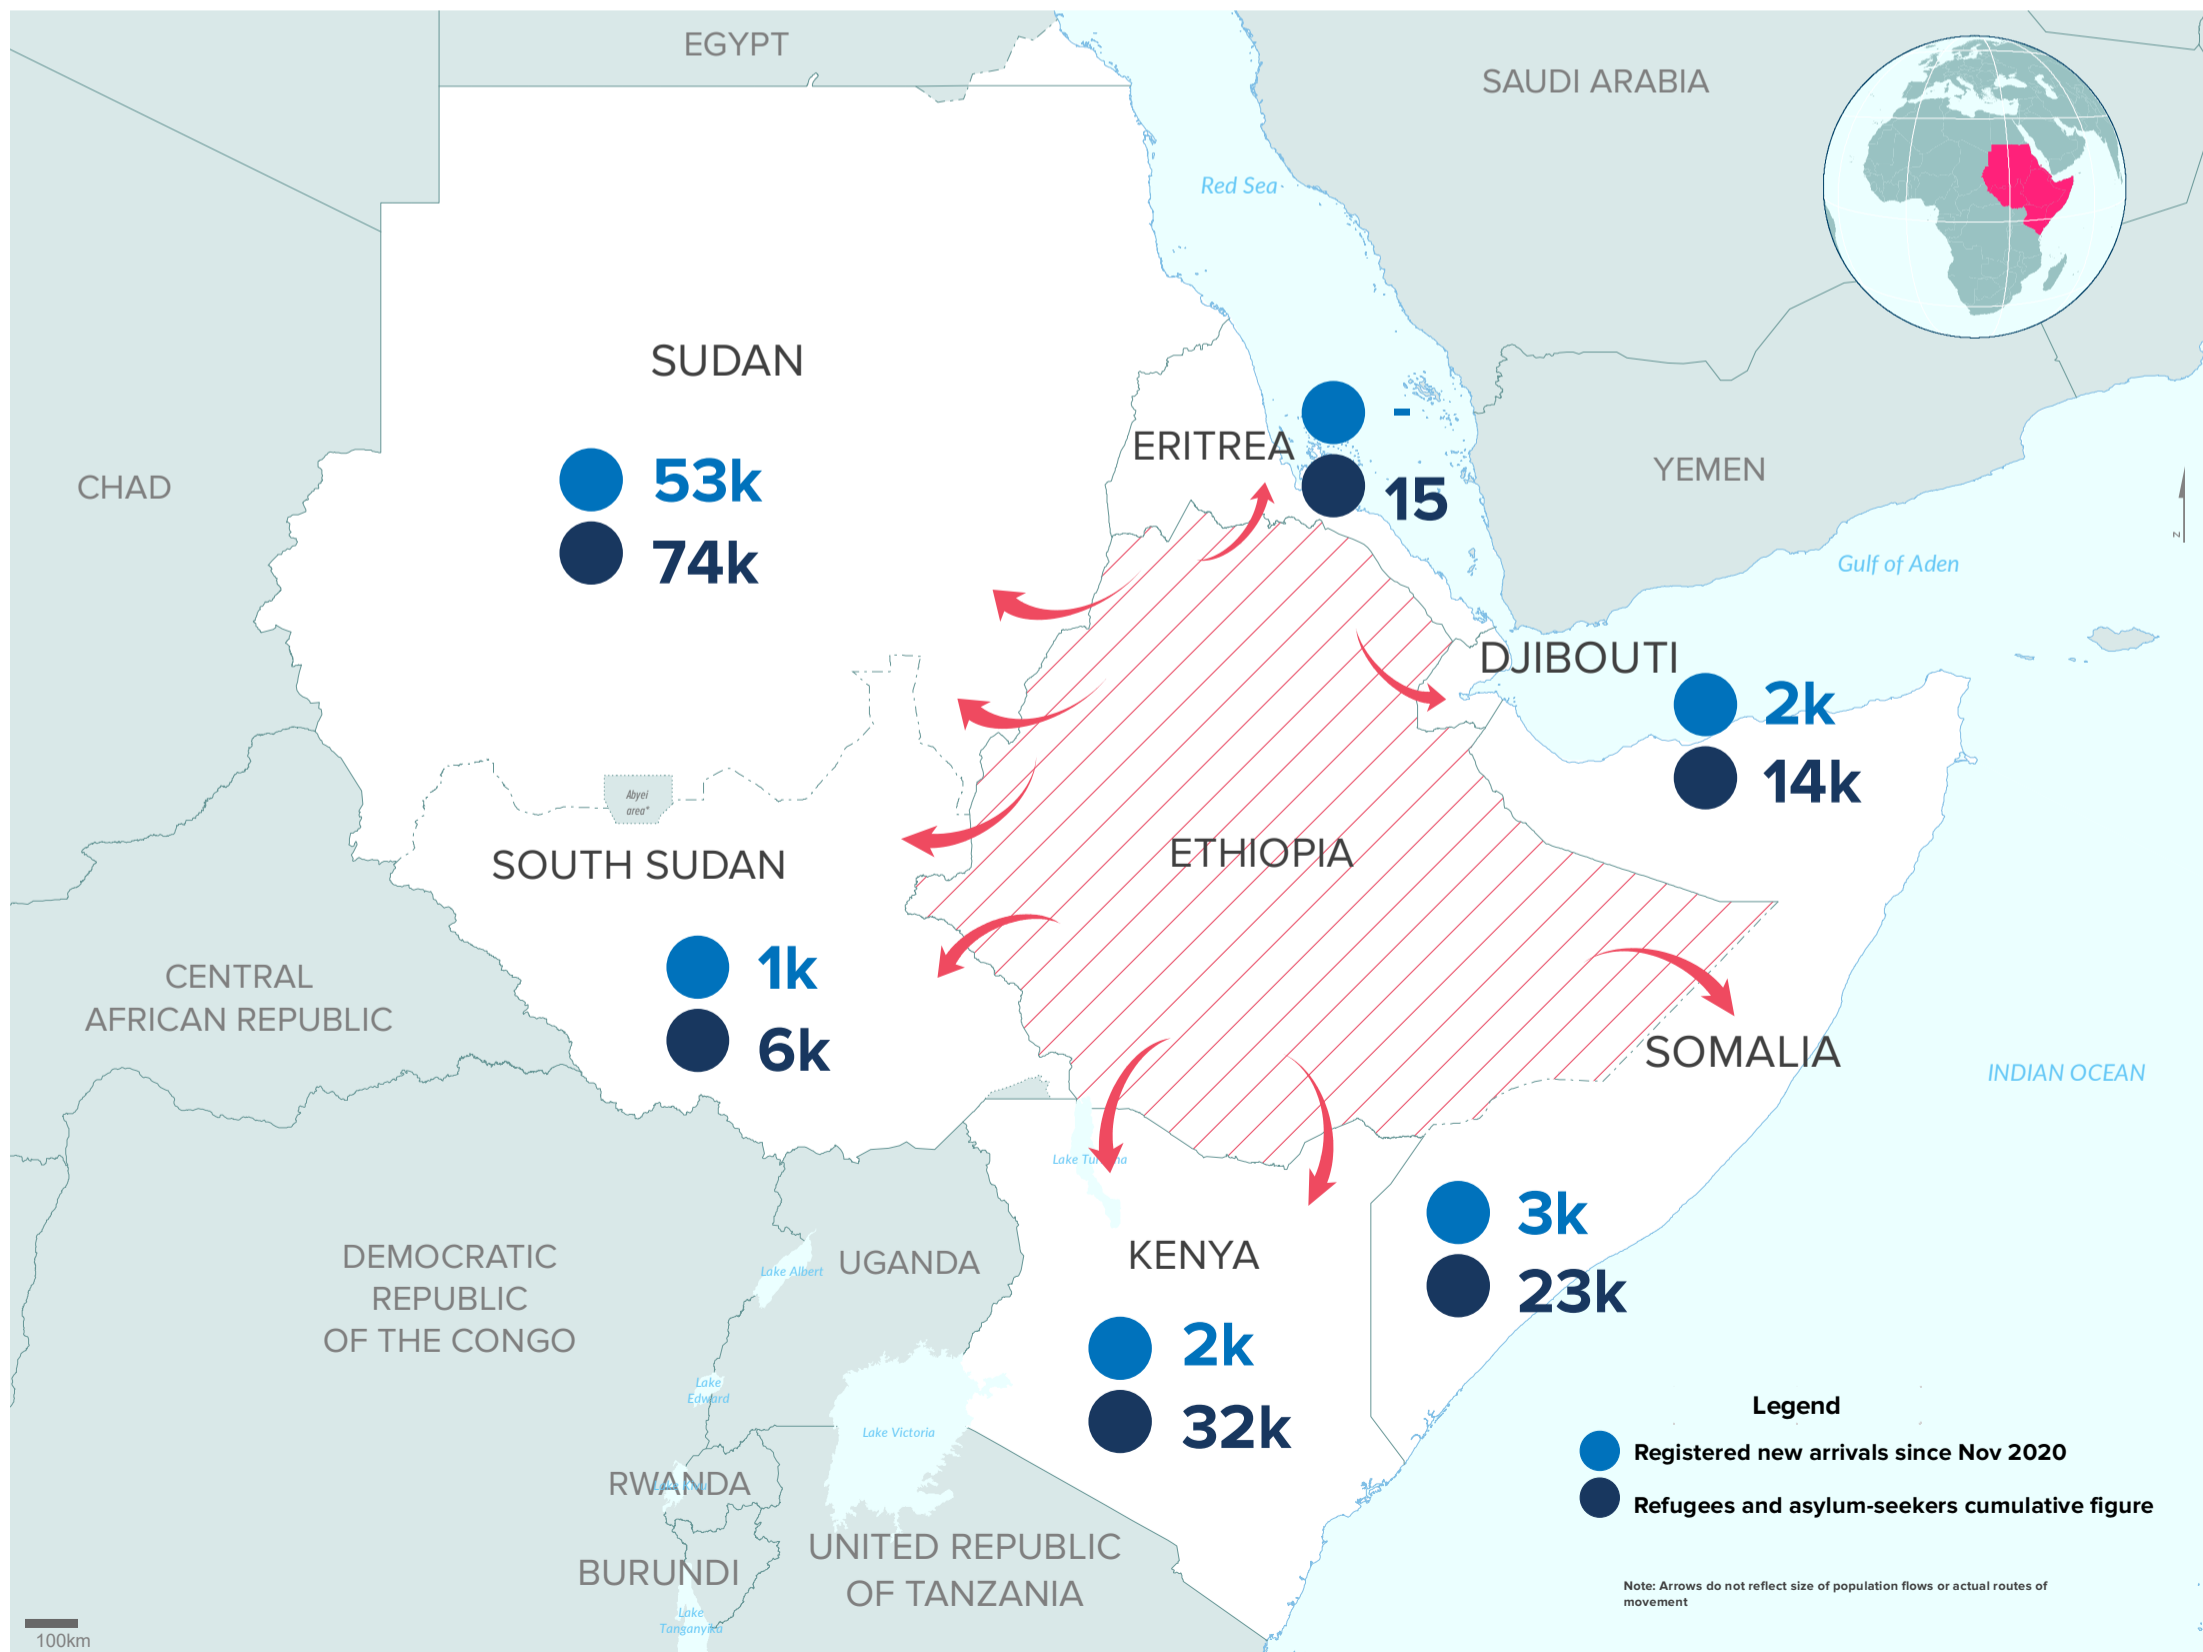 EGYPT
SAUDI ARABIA
Red Sea
SUDAN
ERITREA
-
15
53k
74k
CHAD
YEMEN
N
Gulf of Aden
DJIBOUTI
2k
14k
Abyei
area*
ETHIOPIA
SOUTH SUDAN
1k
6k
CENTRAL
AFRICAN REPUBLIC
SOMALIA
INDIAN OCEAN
3k
23k
DEMOCRATIC
REPUBLIC
OF THE CONGO
Lake Albert
UGANDA
KENYA
2k
32k
Lake
Edward
Lake Victoria
RWANDA
BURUNDI
UNITED REPUBLIC
OF TANZANIA
Lake
Tanganyika
Legend
Registered new arrivals since Nov 2020
Refugees and asylum-seekers cumulative figure
Note: Arrows do not reflect size of population flows or actual routes of
movement
100km